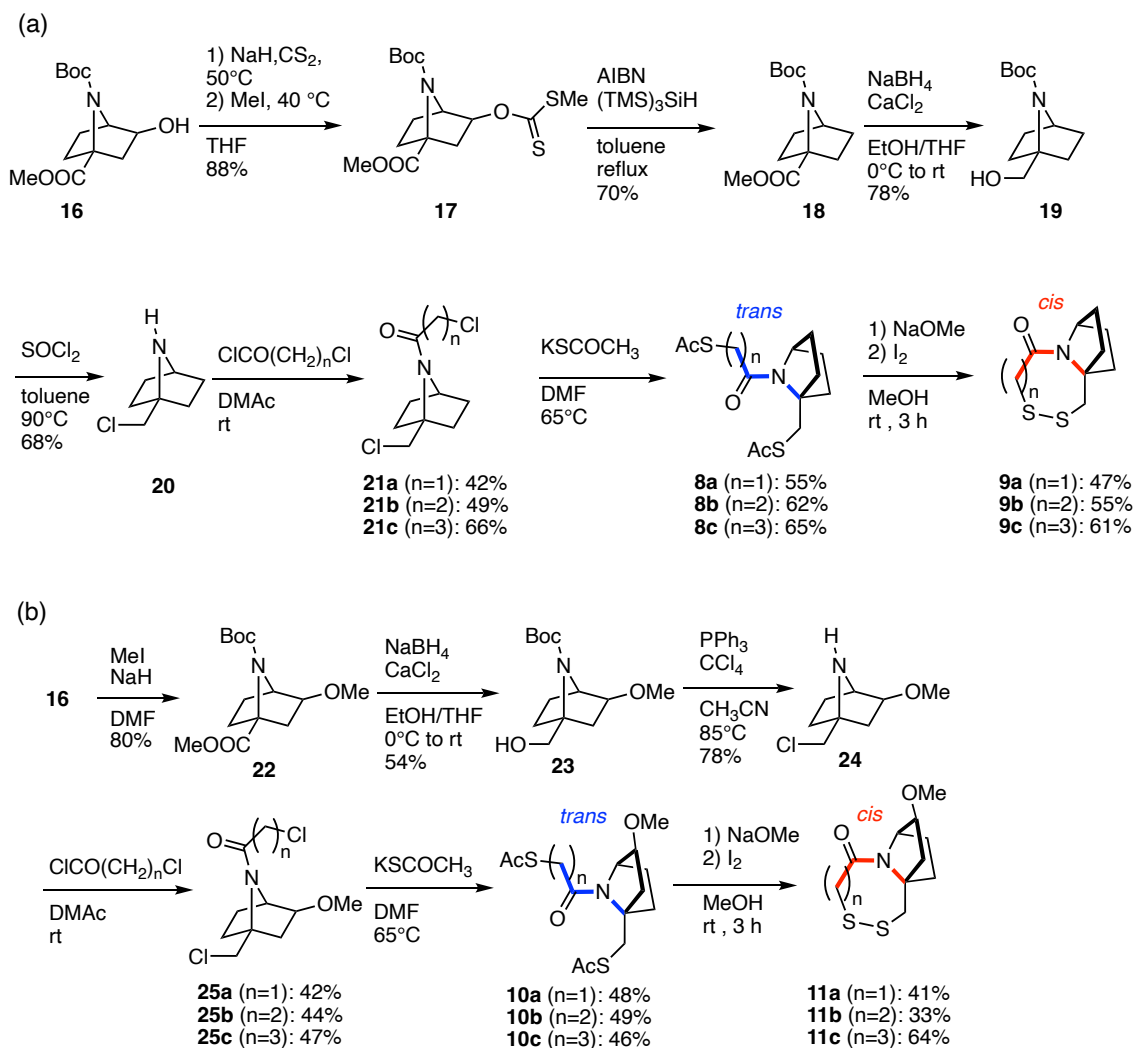 (a)
Boc
N
OH
MeOOC
16
1) NaH,CS2,
50°C
2) MeI, 40 °C
THF
88%
Boc
N
O
SMe
S
MeOOC
17
AIBN
(TMS)3SiH
toluene
reflux
70%
Boc
N
MeOOC
18
NaBH4
CaCl2
EtOH/THF
0°C to rt
78%
Boc
N
HO
19
SOCl2
toluene
90°C
68%
H
N
Cl
20
ClCO(CH2)nCl
DMAc
rt
O
( )n
Cl
N
Cl
21a (n=1): 42%
21b (n=2): 49%
21c (n=3): 66%
KSCOCH3
DMF
65°C
trans
AcS
( )n
N
O
AcS
8a (n=1): 55%
8b (n=2): 62%
8c (n=3): 65%
1) NaOMe
2) I2
MeOH
rt , 3 h
cis
O
N
( )n
S S
9a (n=1): 47%
9b (n=2): 55%
9c (n=3): 61%
(b)
16
MeI
NaH
DMF
80%
Boc
N
OMe
MeOOC
22
NaBH4
CaCl2
EtOH/THF
0°C to rt
54%
Boc
N
OMe
HO
23
PPh3
CCl4
CH3CN
85°C
78%
H
N
OMe
Cl
24
ClCO(CH2)nCl
DMAc
rt
O
( )n
Cl
N
OMe
Cl
25a (n=1): 42%
25b (n=2): 44%
25c (n=3): 47%
KSCOCH3
DMF
65°C
trans
OMe
AcS
( )n
N
O
AcS
10a (n=1): 48%
10b (n=2): 49%
10c (n=3): 46%
1) NaOMe
2) I2
MeOH
rt , 3 h
cis
OMe
O
N
( )n
S S
11a (n=1): 41%
11b (n=2): 33%
11c (n=3): 64%